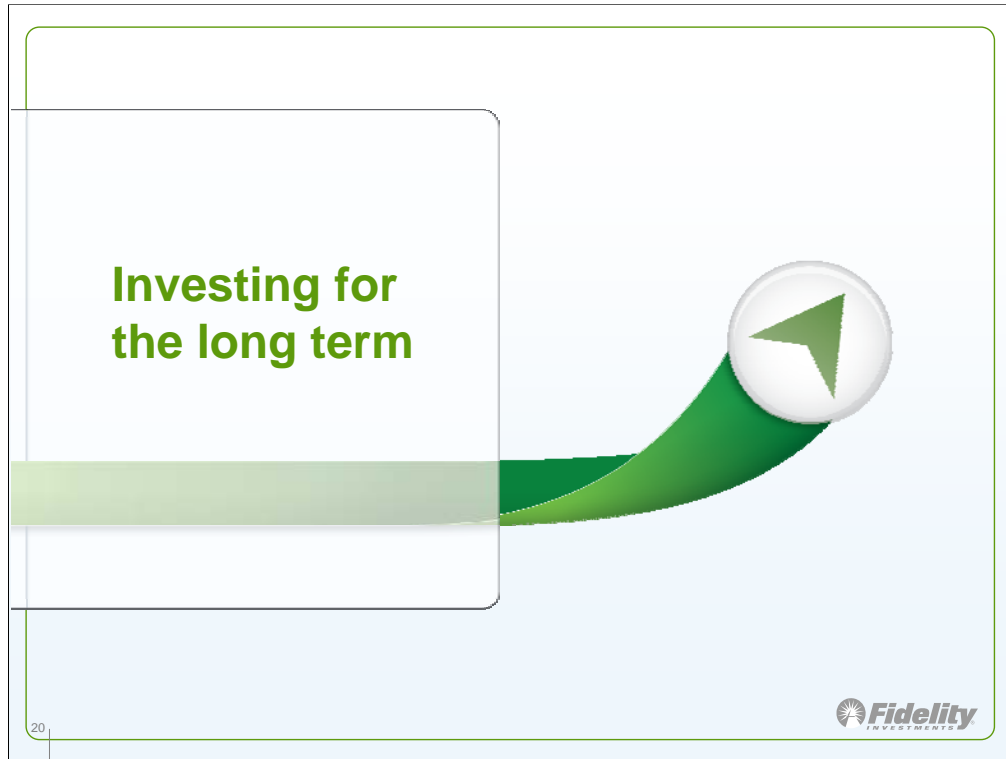 Investing for
the long term
20
Fidelity
INVESTMENTS